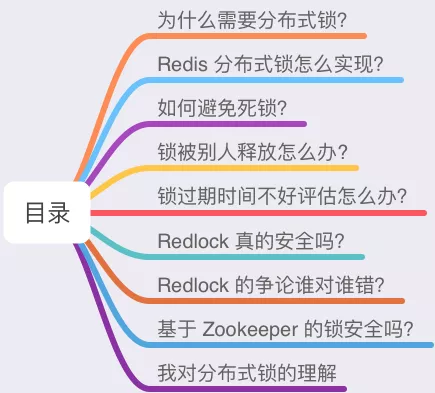 目录
为什么需要分布式锁?
Redis 分布式锁怎么实现?
如何避免死锁?
锁被别人释放怎么办?
锁过期时间不好评估怎么办?
Redlock 真的安全吗?
Redlock 的争论谁对谁错?
基于 Zookeeper 的锁安全吗?
我对分布式锁的理解